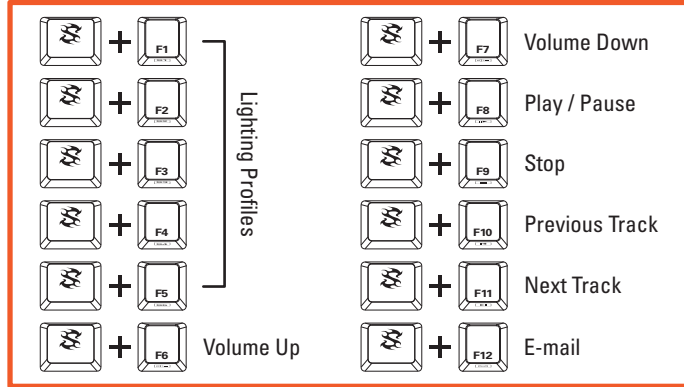 F1
F2
F3
F4
F5
Lighting Profiles
F6 Volume Up
F7 Volume Down
F8 Play / Pause
F9 Stop
F10 Previous Track
F11 Next Track
F12 E-mail